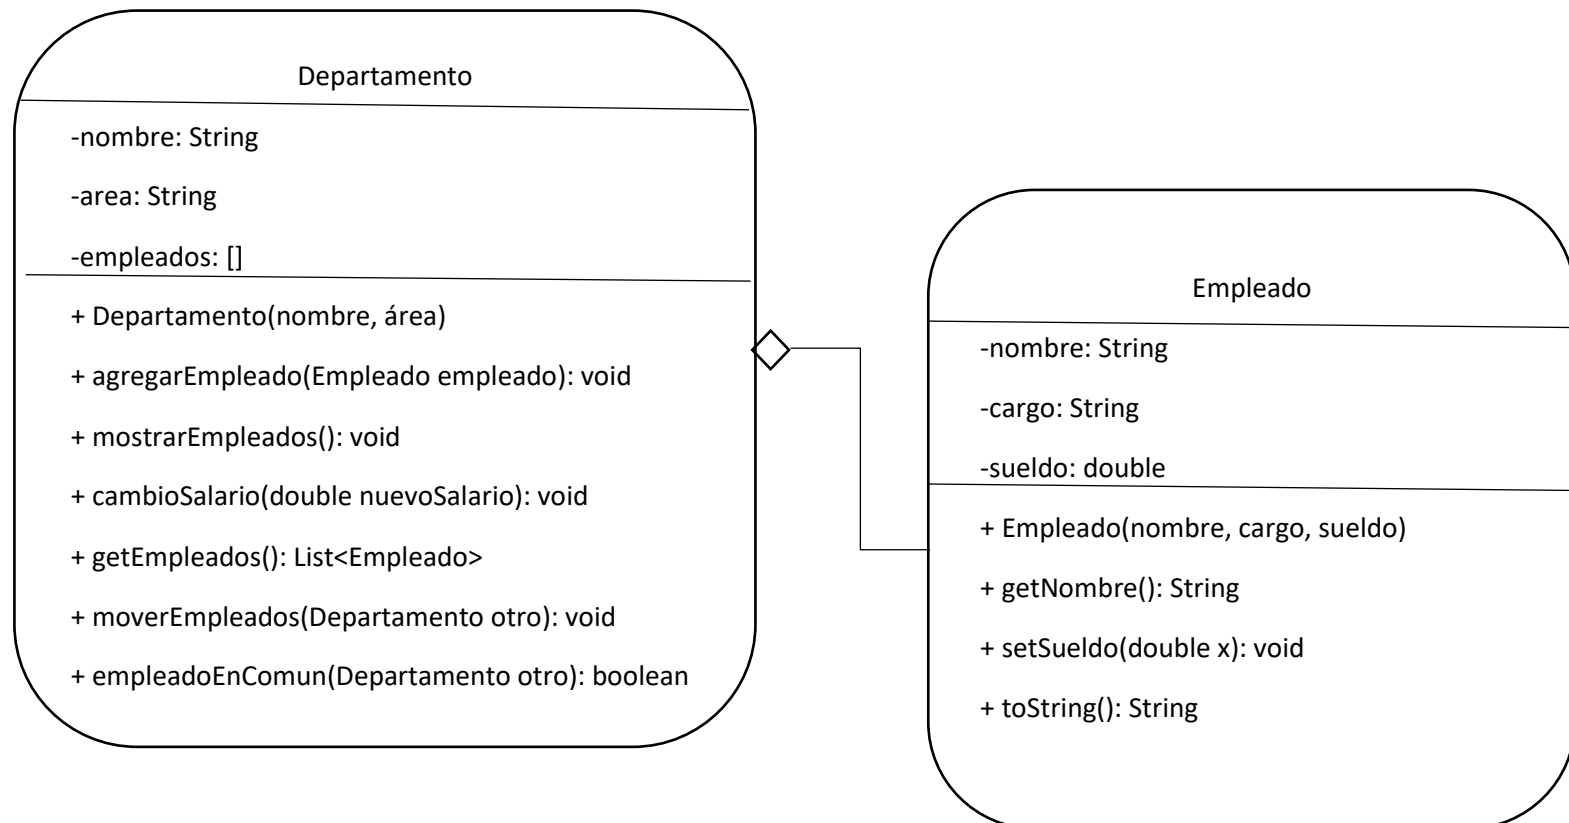 Departamento
-nombre: String
-area: String
-empleados: []
+ Departamento(nombre, área)
+ agregarEmpleado(Empleado empleado): void
+ mostrarEmpleados(): void
+ cambioSalario(double nuevoSalario): void
+ getEmpleados(): List<Empleado>
+ moverEmpleados(Departamento otro): void
+ empleadoEnComun(Departamento otro): boolean
Empleado
-nombre: String
-cargo: String
-sueldo: double
+ Empleado(nombre, cargo, sueldo)
+ getNombre(): String
+ setSueldo(double x): void
+ toString(): String